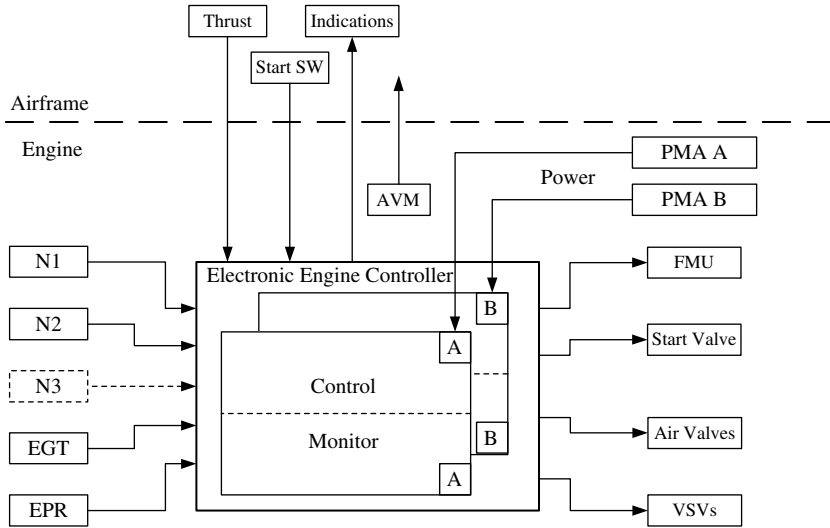 Thrust
Indications
Start SW
Airframe
Engine
PMA A
Power
AVM
PMA B
N1
Electronic Engine Controller
FMU
B
N2
A
Start Valve
N3
Control
EGT
Monitor
B
Air Valves
A
EPR
VSVs